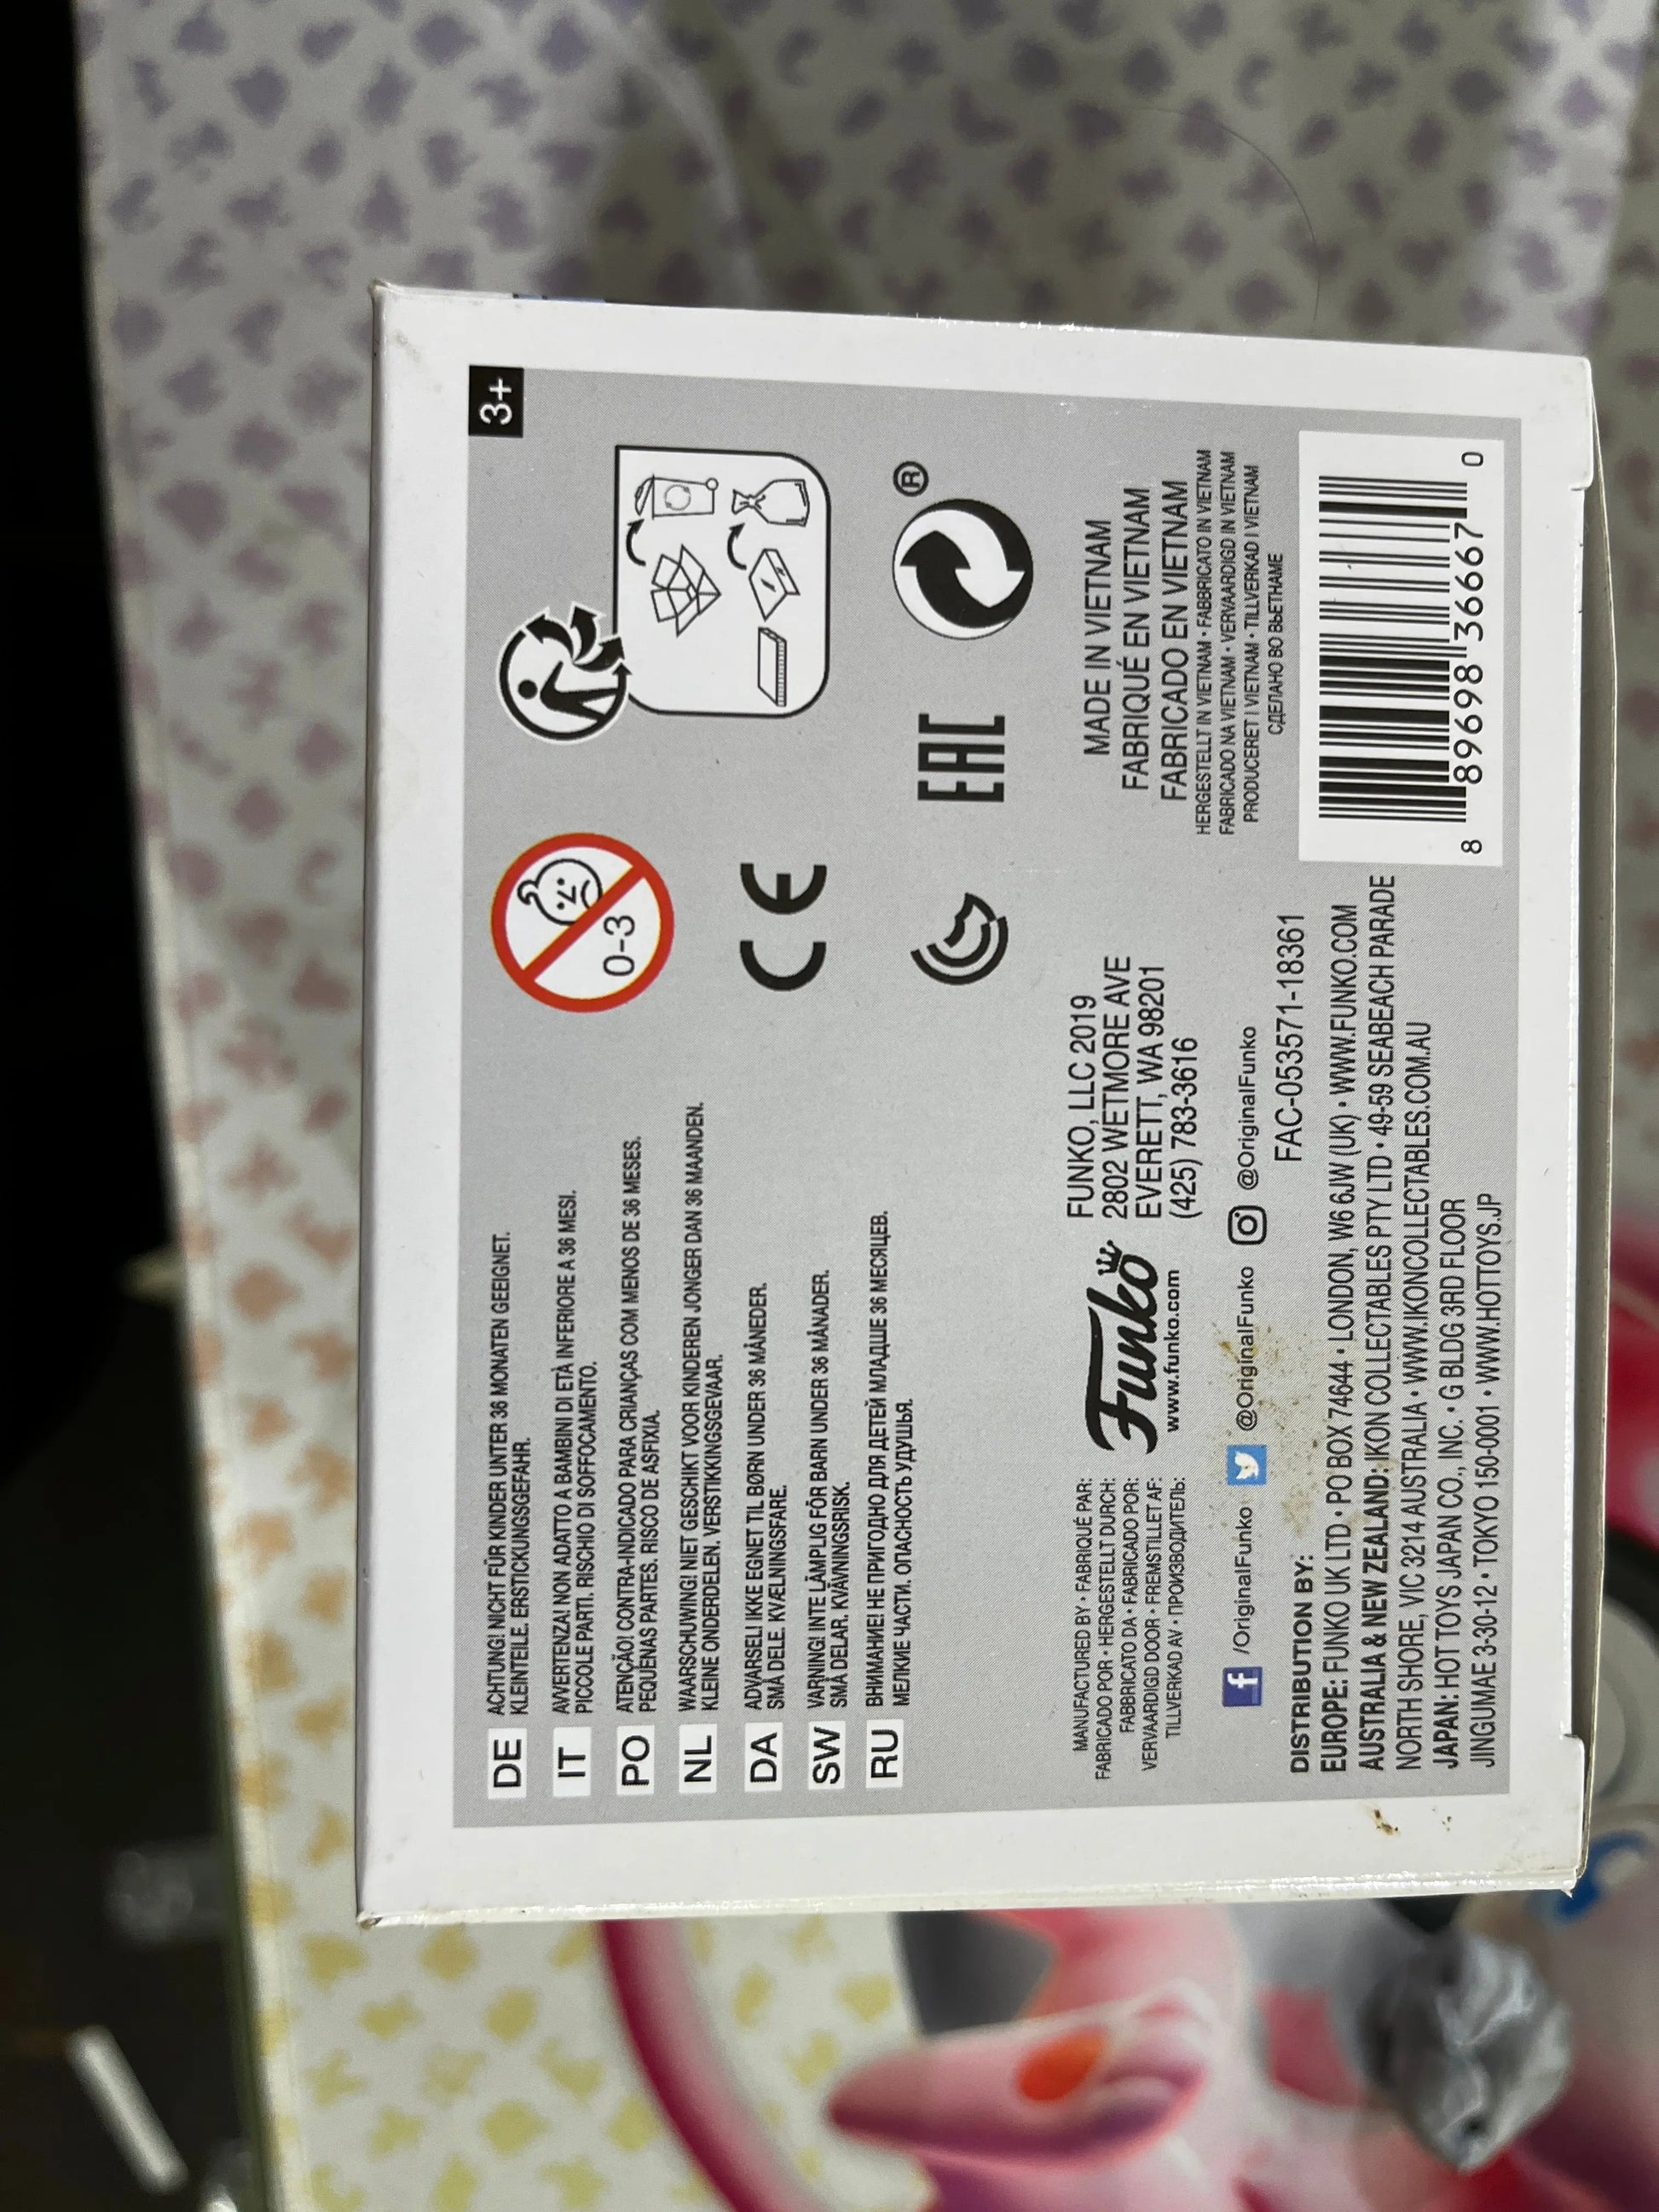 3+
DE
ACHTUNG! NICHT FÜR KINDER UNTER 36 MONATEN GEEIGNET.
KLEINTEILE. ERSTICKUNGSGEFAHR.
IT
AVVERTENZA! NON ADATTO A BAMBINI DI ETÀ INFERIORE A 36 MESI.
PICCOLE PARTI. RISCHIO DI SOFFOCAMENTO.
PO
ATENÇÃO! CONTRA-INDICADO PARA CRIANÇAS COM MENOS DE 36 MESES.
PEQUENAS PARTES. RISCO DE ASFIXIA.
NL
WAARSCHUWING! NIET GESCHIKT VOOR KINDEREN JONGER DAN 36 MAANDEN.
KLEINE ONDERDELEN. VERSTIKKINGSGEVAAR.
DA
ADVARSEL! IKKE EGNET TIL BØRN UNDER 36 MÅNEDER.
SMÅ DELE. KVÆLNINGSFARE.
SW
VARNING! INTE LÄMPLIG FÖR BARN UNDER 36 MÅNADER.
SMÅ DELAR. KVÄVNINGSRISK.
RU
ВНИМАНИЕ! НЕ ПРИГОДНО ДЛЯ ДЕТЕЙ МЛАДШЕ 36 МЕСЯЦЕВ.
МЕЛКИЕ ЧАСТИ. ОПАСНОСТЬ УДУШЬЯ.
0-3
CE
EAC
®
MANUFACTURED BY • FABRIQUÉ PAR:
FABRICADO POR • HERGESTELLT DURCH:
FABBRICATO DA • FABRICADO POR:
VERVAARDIGD DOOR • FREMSTILLET AF:
TILLVERKAD AV • ПРОИЗВОДИТЕЛЬ:
Funko
www.funko.com
FUNKO, LLC 2019
2802 WETMORE AVE
EVERETT, WA 98201
(425) 783-3616
/OriginalFunko @OriginalFunko @OriginalFunko
FAC-053571-18361
DISTRIBUTION BY:
EUROPE: FUNKO UK LTD • PO BOX 74644 • LONDON, W6 6JW (UK) • WWW.FUNKO.COM
AUSTRALIA & NEW ZEALAND: IKON COLLECTABLES PTY LTD • 49-59 SEABEACH PARADE
NORTH SHORE, VIC 3214 AUSTRALIA • WWW.IKONCOLLECTABLES.COM.AU
JAPAN: HOT TOYS JAPAN CO., INC. • G BLDG 3RD FLOOR
JINGUMAE 3-30-12 • TOKYO 150-0001 • WWW.HOTTOYS.JP
MADE IN VIETNAM
FABRIQUÉ EN VIETNAM
FABRICADO EN VIETNAM
HERGESTELLT IN VIETNAM • FABBRICATO IN VIETNAM
FABRICADO NA VIETNAM • VERVAARDIGD IN VIETNAM
PRODUCERET I VIETNAM • TILLVERKAD I VIETNAM
СДЕЛАНО ВО ВЬЕТНАМЕ
8 89698 36667 0